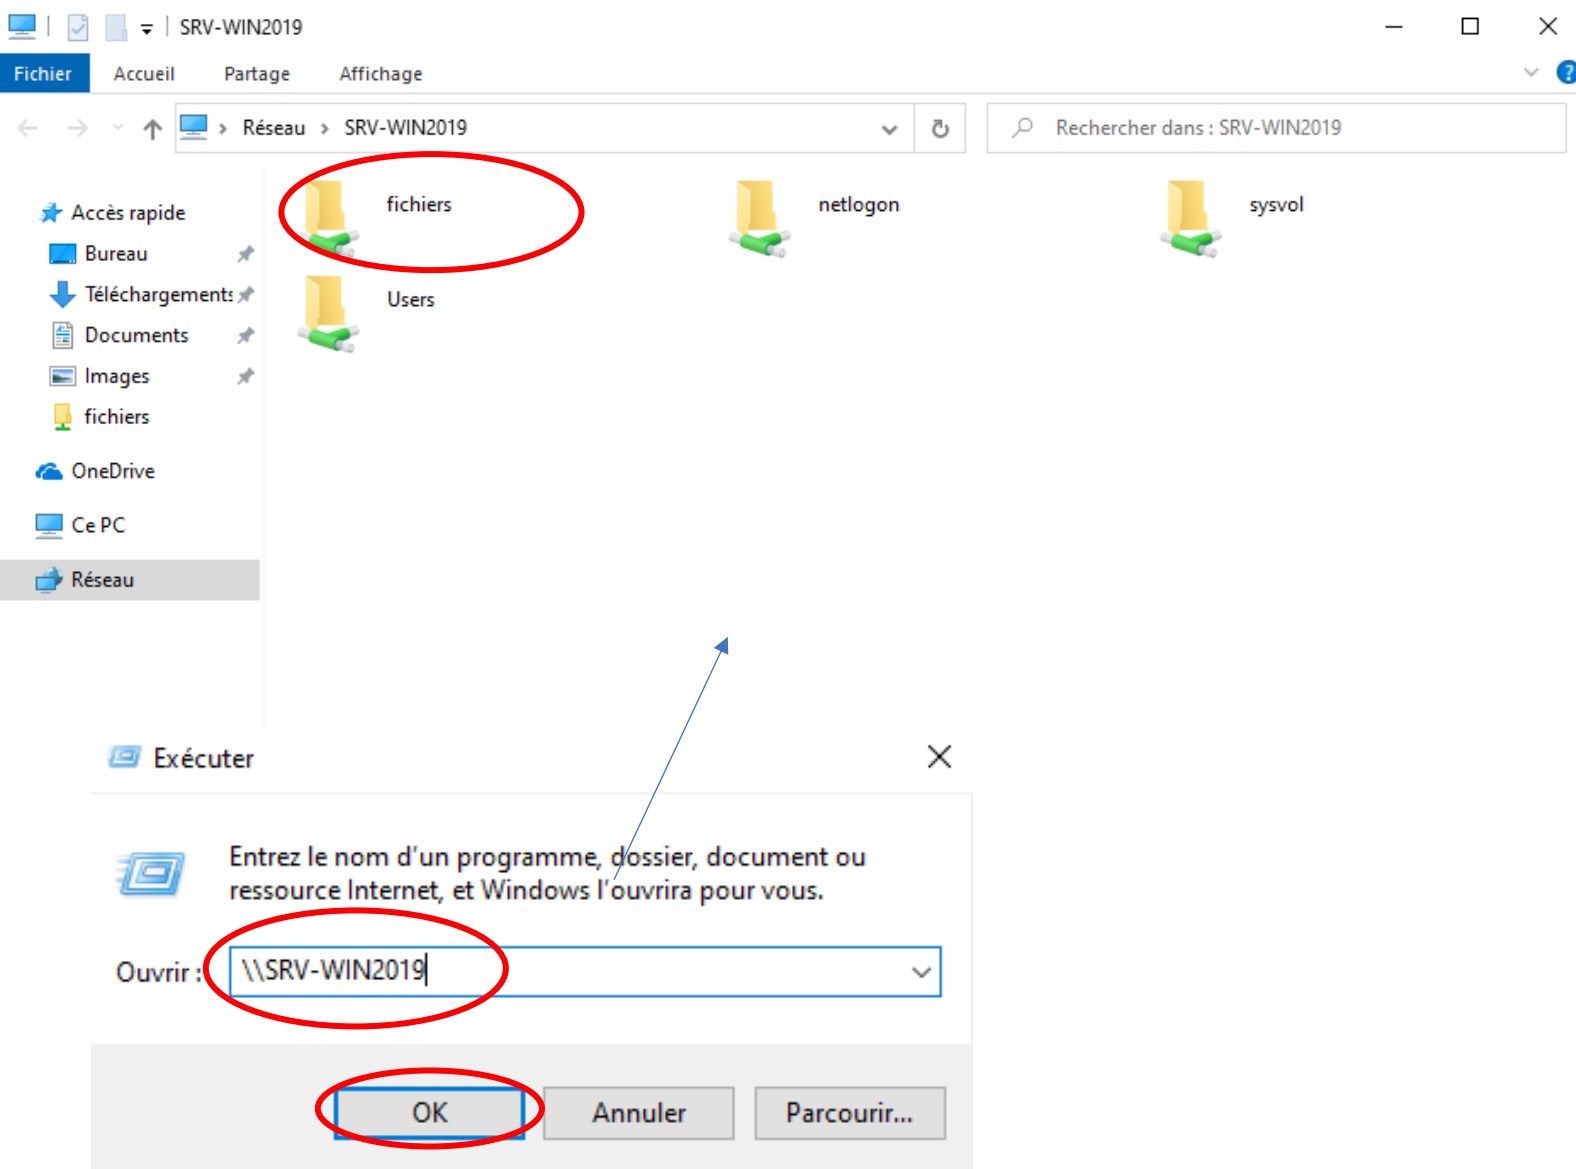 SRV-WIN2019
Fichier Accueil Partage Affichage
Réseau SRV-WIN2019
Rechercher dans : SRV-WIN2019
Accès rapide
Bureau
Téléchargements
Documents
Images
fichiers
OneDrive
Ce PC
Réseau
fichiers
netlogon
sysvol
Users
Exécuter
Entrez le nom d'un programme, dossier, document ou
ressource Internet, et Windows l'ouvrira pour vous.
Ouvrir : \\SRV-WIN2019
OK Annuler Parcourir...